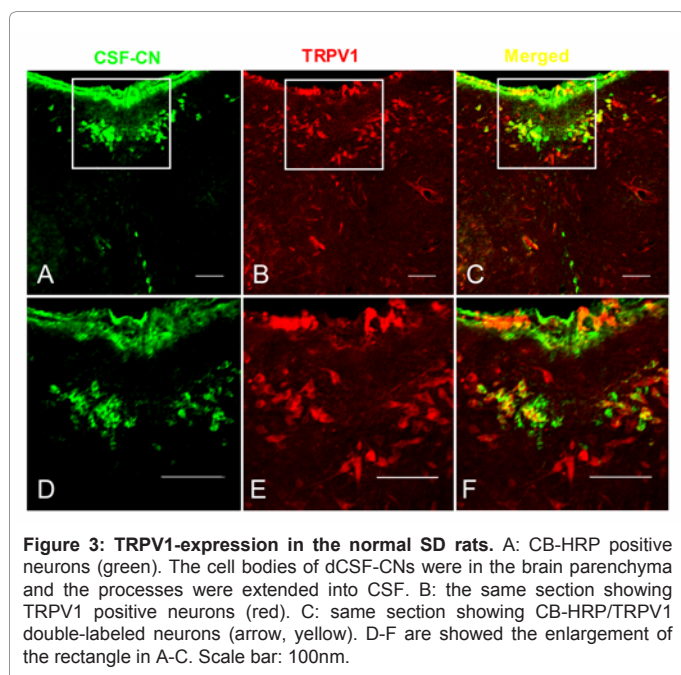 CSF-CN TRPV1 Merged
A B C
D E F
Figure 3: TRPV1-expression in the normal SD rats. A: CB-HRP positive
neurons (green). The cell bodies of dCSF-CNs were in the brain parenchyma
and the processes were extended into CSF. B: the same section showing
TRPV1 positive neurons (red). C: same section showing CB-HRP/TRPV1
double-labeled neurons (arrow, yellow). D-F are showed the enlargement of
the rectangle in A-C. Scale bar: 100nm.